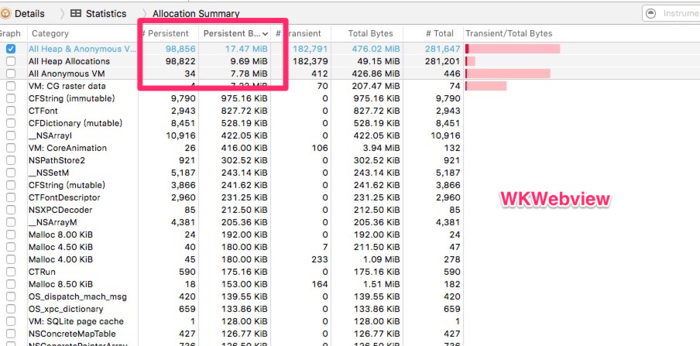 Details Statistics Allocation Summary Instrume
Graph Category # Persistent Persistent B... # Transient Total Bytes # Total Transient/Total Bytes
All Heap & Anonymous V... 98,856 17.47 MiB 182,791 476.02 MiB 281,647
All Heap Allocations 98,822 9.69 MiB 182,379 49.15 MiB 281,201
All Anonymous VM 34 7.78 MiB 412 426.86 MiB 446
VM: CG raster data 70 207.47 MiB 74
CFString (immutable) 9,790 975.16 KiB 0 975.16 KiB 9,790
CTFont 2,943 827.72 KiB 0 827.72 KiB 2,943
CFDictionary (mutable) 8,451 528.19 KiB 0 528.19 KiB 8,451
__NSArrayI 10,916 422.05 KiB 0 422.05 KiB 10,916
VM: CoreAnimation 26 416.00 KiB 106 3.94 MiB 132
NSPathStore2 921 302.52 KiB 0 302.52 KiB 921
__NSSetM 5,187 243.14 KiB 0 243.14 KiB 5,187
CFString (mutable) 3,866 241.62 KiB 0 241.62 KiB 3,866
CTFontDescriptor 2,960 231.25 KiB 0 231.25 KiB 2,960
NSXPCDecoder 85 212.50 KiB 0 212.50 KiB 85
__NSArrayM 4,381 205.36 KiB 0 205.36 KiB 4,381
Malloc 8.00 KiB 24 192.00 KiB 0 192.00 KiB 24
Malloc 4.50 KiB 40 180.00 KiB 7 211.50 KiB 47
Malloc 4.00 KiB 45 180.00 KiB 233 1.09 MiB 278
CTRun 590 175.16 KiB 0 175.16 KiB 590
Malloc 8.50 KiB 18 153.00 KiB 164 1.51 MiB 182
OS_dispatch_mach_msg 420 139.55 KiB 0 139.55 KiB 420
OS_xpc_dictionary 659 133.86 KiB 0 133.86 KiB 659
VM: SQLite page cache 1 128.00 KiB 0 128.00 KiB 1
NSConcreteMapTable 427 126.77 KiB 0 126.77 KiB 427
NSConcretePointerArray
WKWebview